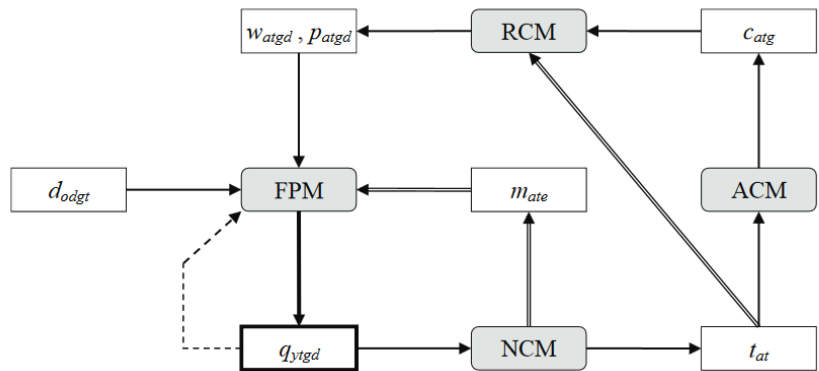 w_atgd , p_atgd
RCM
c_atg
d_odgt
FPM
m_ate
ACM
q_ytgd
NCM
t_at